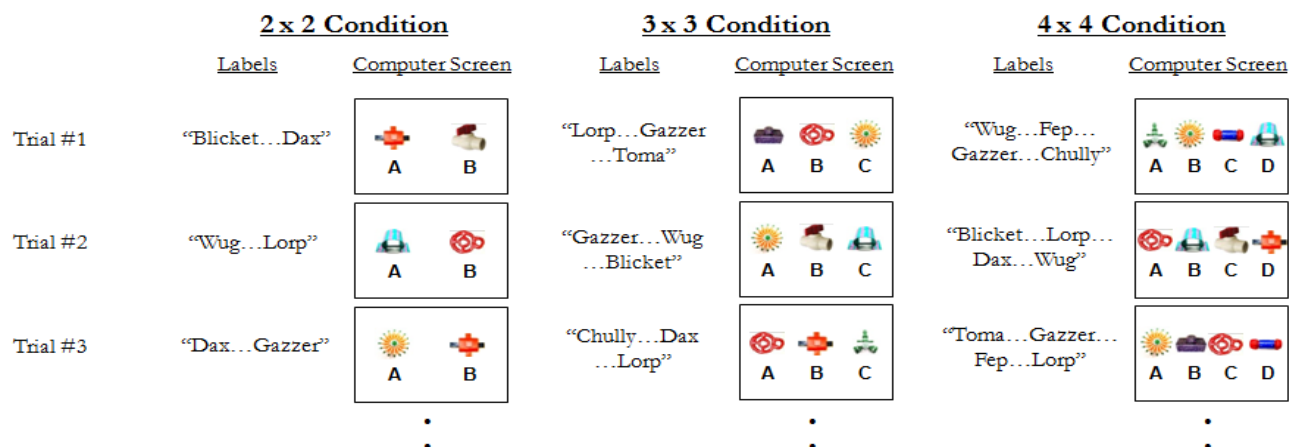 2 x 2 Condition 3 x 3 Condition 4 x 4 Condition
Labels Computer Screen Labels Computer Screen Labels Computer Screen
Trial #1
“Blicket…Dax”
A B
“Lorp…Gazzer
…Toma”
A B C
“Wug…Fep…
Gazzer…Chully”
A B C D
Trial #2
“Wug…Lorp”
A B
“Gazzer…Wug
…Blicket”
A B C
“Blicket…Lorp…
Dax…Wug”
A B C D
Trial #3
“Dax…Gazzer”
A B
“Chully…Dax
…Lorp”
A B C
“Toma…Gazzer…
Fep…Lorp”
A B C D